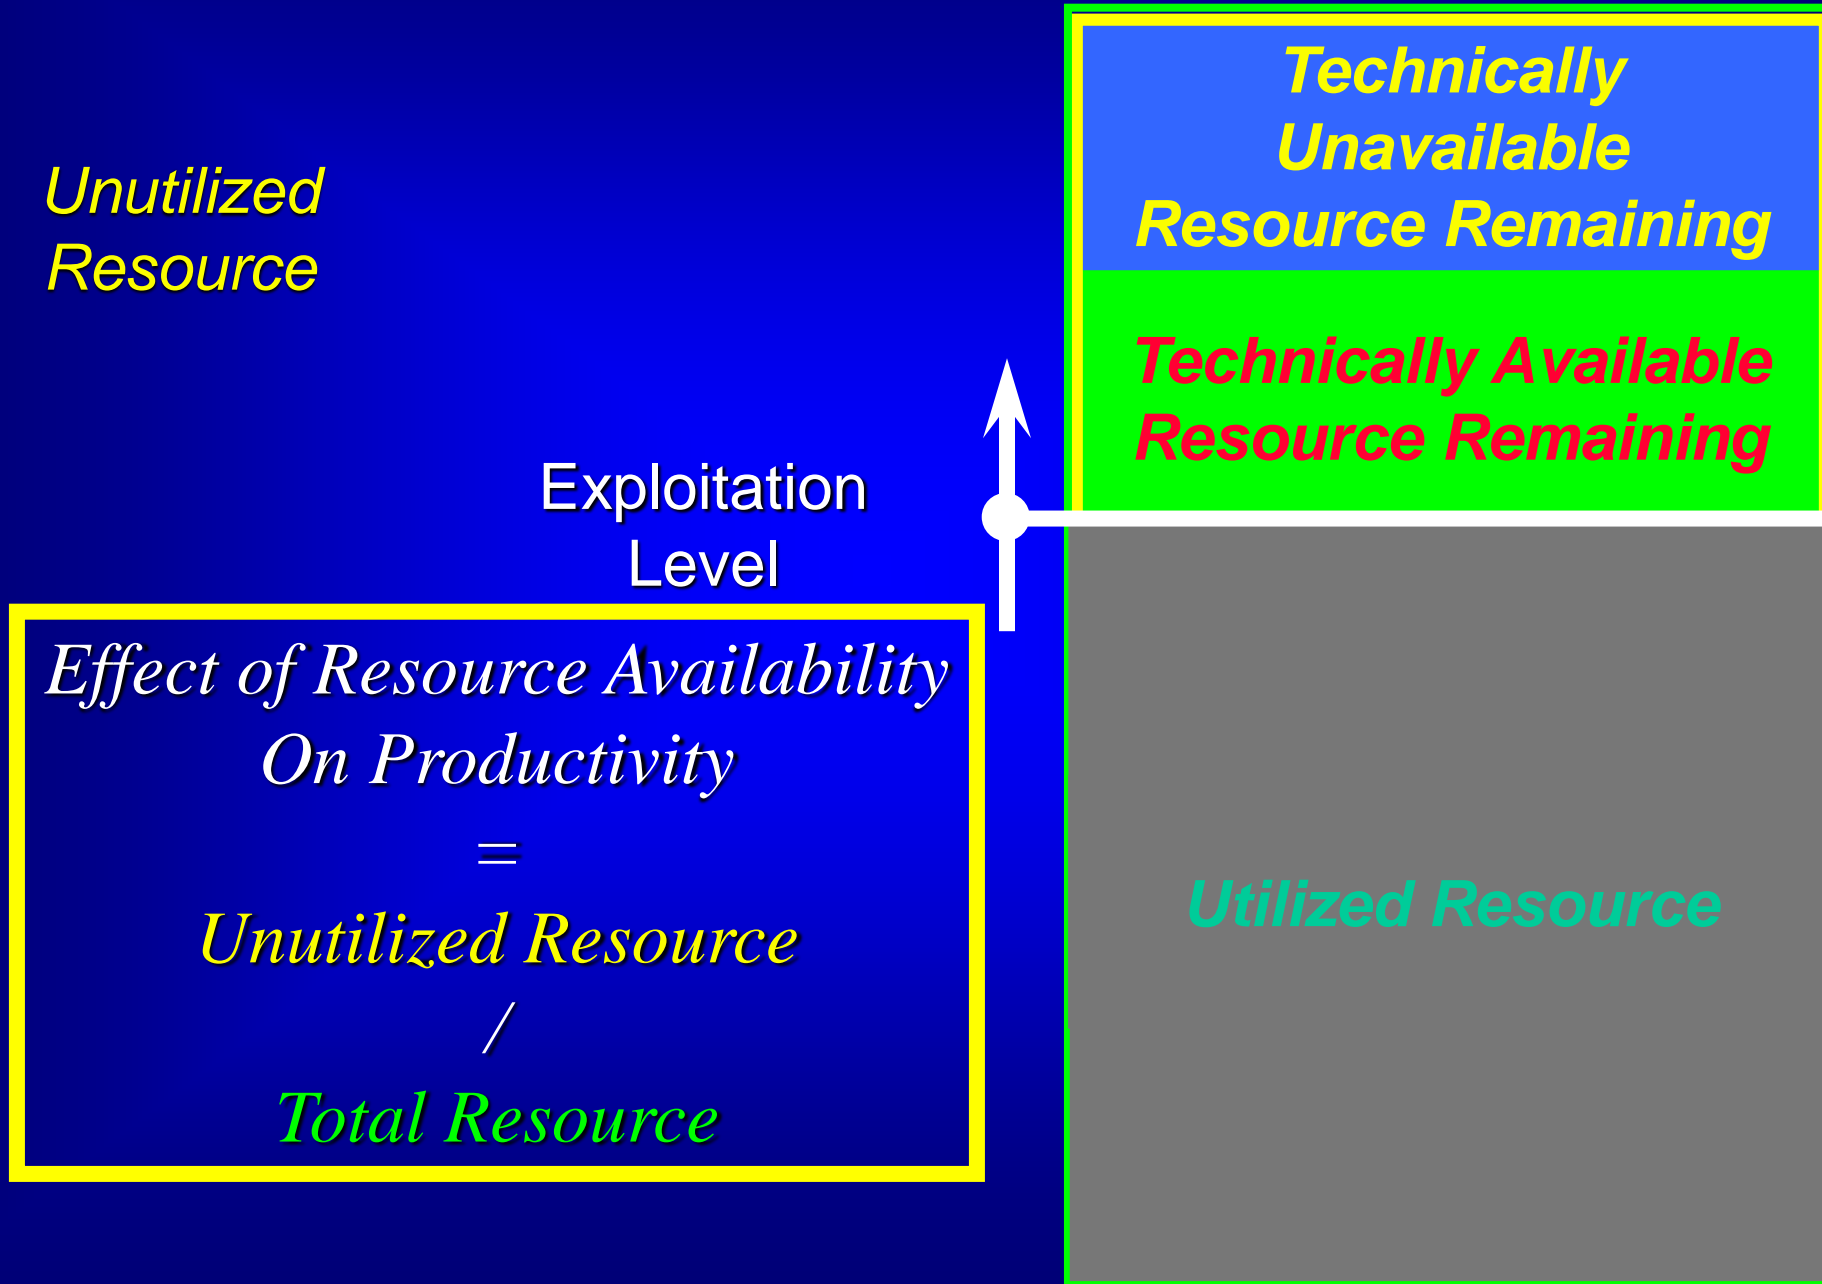 Unutilized
Resource
Exploitation
Level
Effect of Resource Availability
On Productivity
=
Unutilized Resource
/
Total Resource
Technically
Unavailable
Resource Remaining
Technically Available
Resource Remaining
Utilized Resource